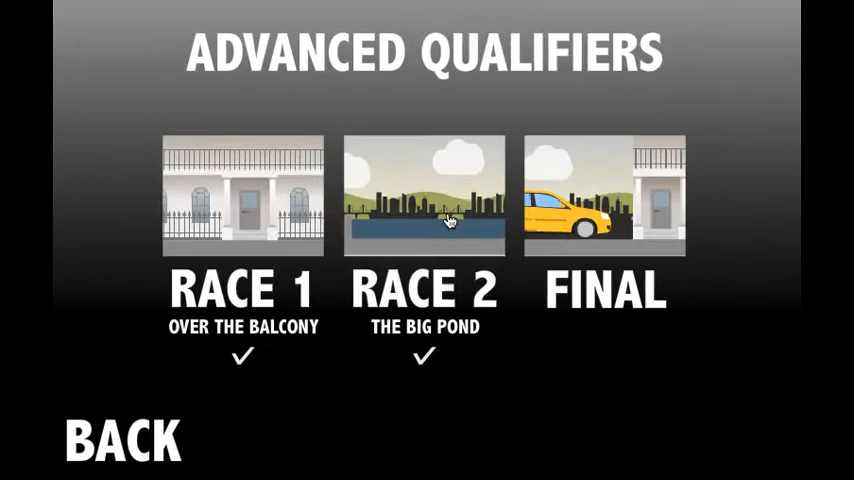 ADVANCED QUALIFIERS
RACE 1
OVER THE BALCONY
RACE 2
THE BIG POND
FINAL
BACK